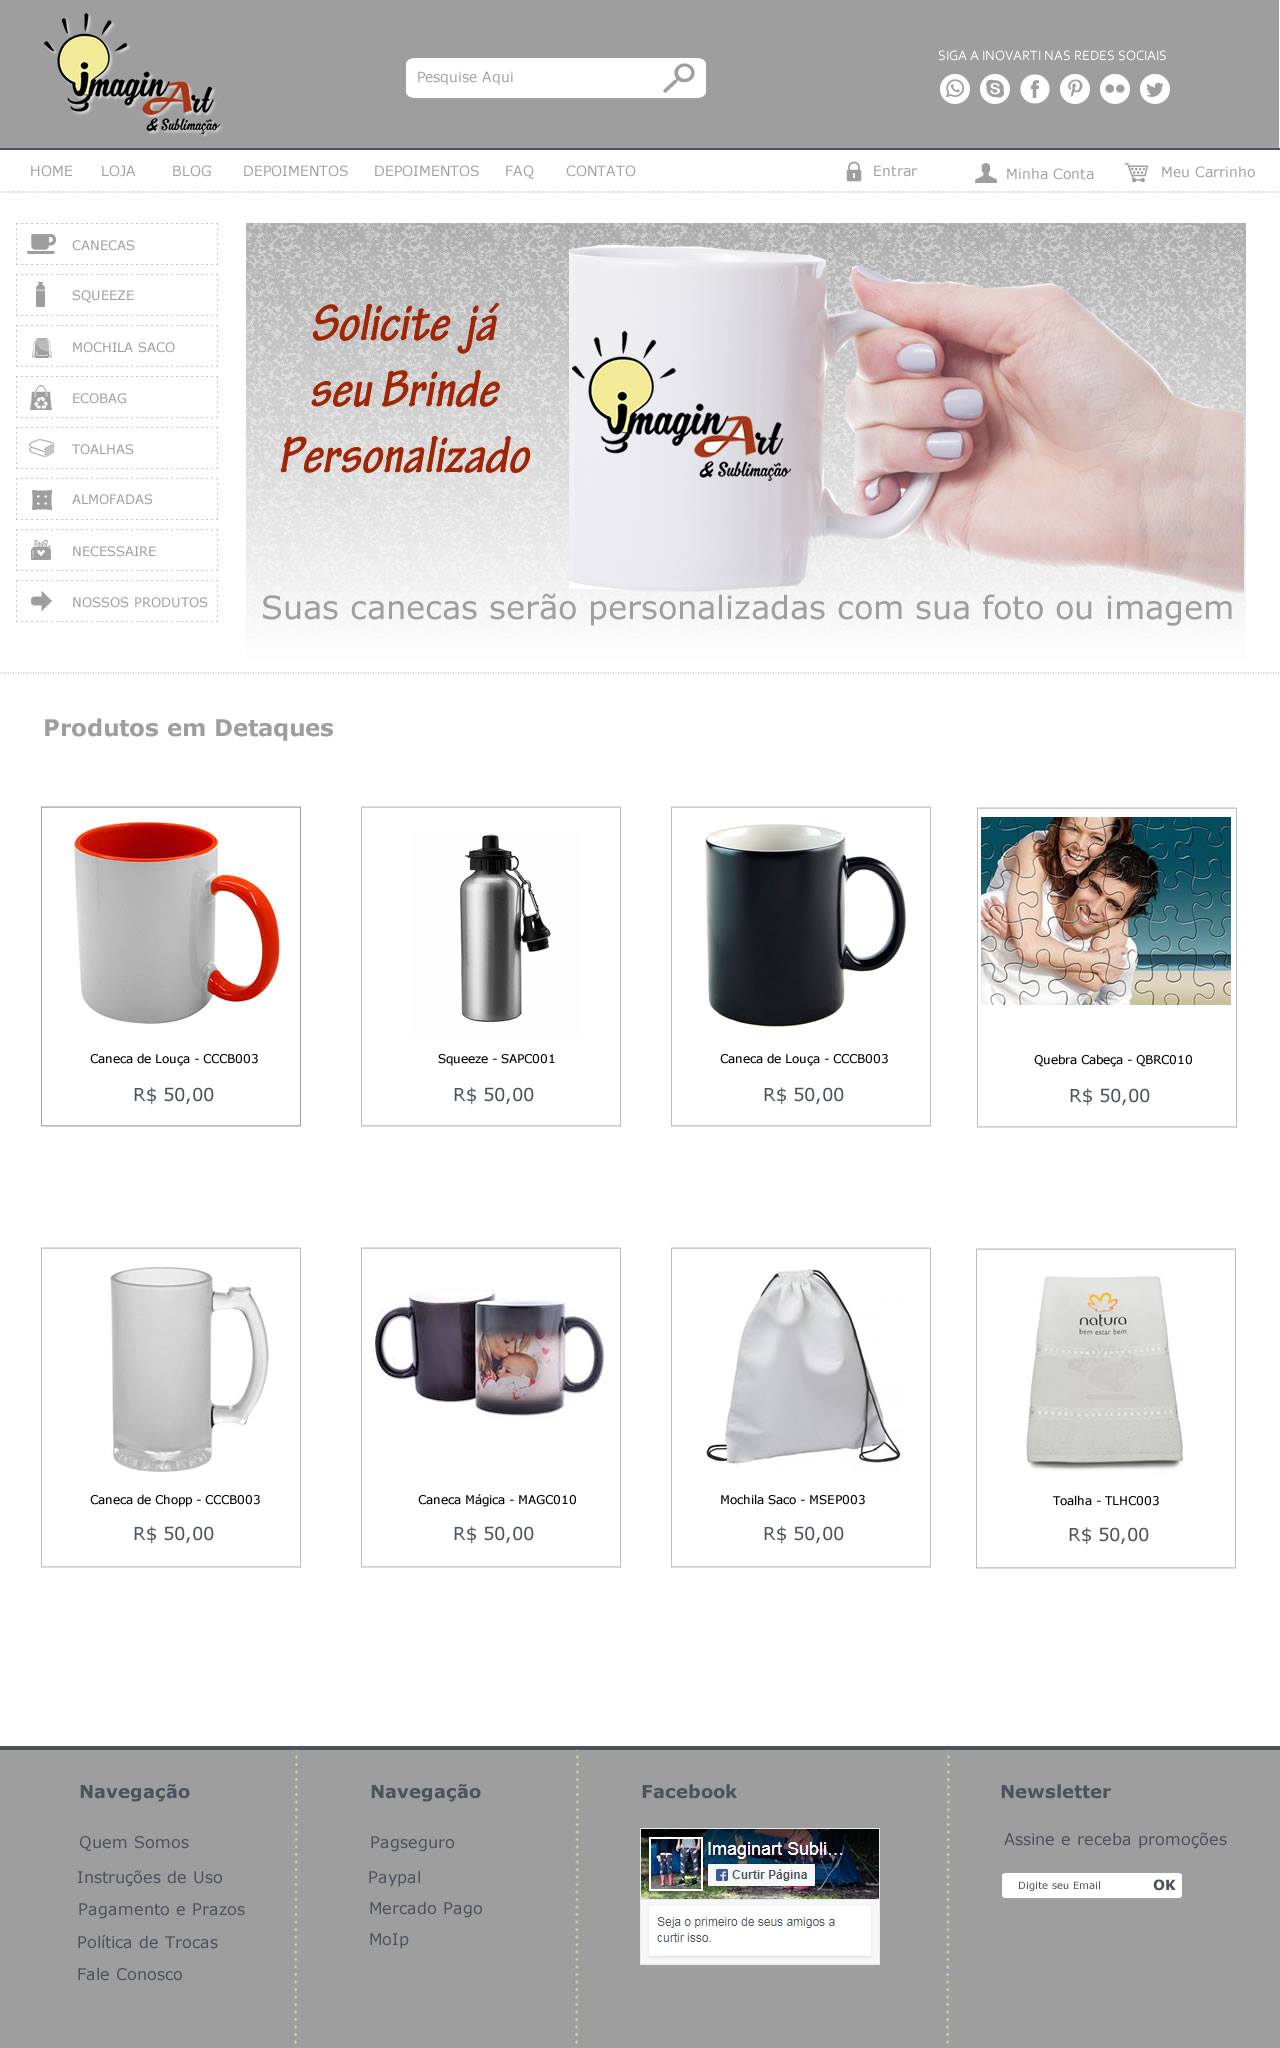 imaginArt
& Sublimação
Pesquise Aqui
SIGA A INOVARTI NAS REDES SOCIAIS
HOME LOJA BLOG DEPOIMENTOS DEPOIMENTOS FAQ CONTATO Entrar Minha Conta Meu Carrinho
CANECAS
SQUEEZE
MOCHILA SACO
ECOBAG
TOALHAS
ALMOFADAS
NECESSAIRE
NOSSOS PRODUTOS
Solicite já
seu Brinde
Personalizado
imaginArt
& Sublimação
Suas canecas serão personalizadas com sua foto ou imagem
Produtos em Detaques
Caneca de Louça - CCCB003
R$ 50,00
Squeeze - SAPC001
R$ 50,00
Caneca de Louça - CCCB003
R$ 50,00
Quebra Cabeça - QBRC010
R$ 50,00
Caneca de Chopp - CCCB003
R$ 50,00
Caneca Mágica - MAGC010
R$ 50,00
Mochila Saco - MSEP003
R$ 50,00
natura
bem estar bem
Toalha - TLHC003
R$ 50,00
Navegação
Quem Somos
Instruções de Uso
Pagamento e Prazos
Política de Trocas
Fale Conosco
Navegação
Pagseguro
Paypal
Mercado Pago
MoIp
Facebook
Imaginart Subli...
Curtir Página
Seja o primeiro de seus amigos a
curtir isso.
Newsletter
Assine e receba promoções
Digite seu Email OK